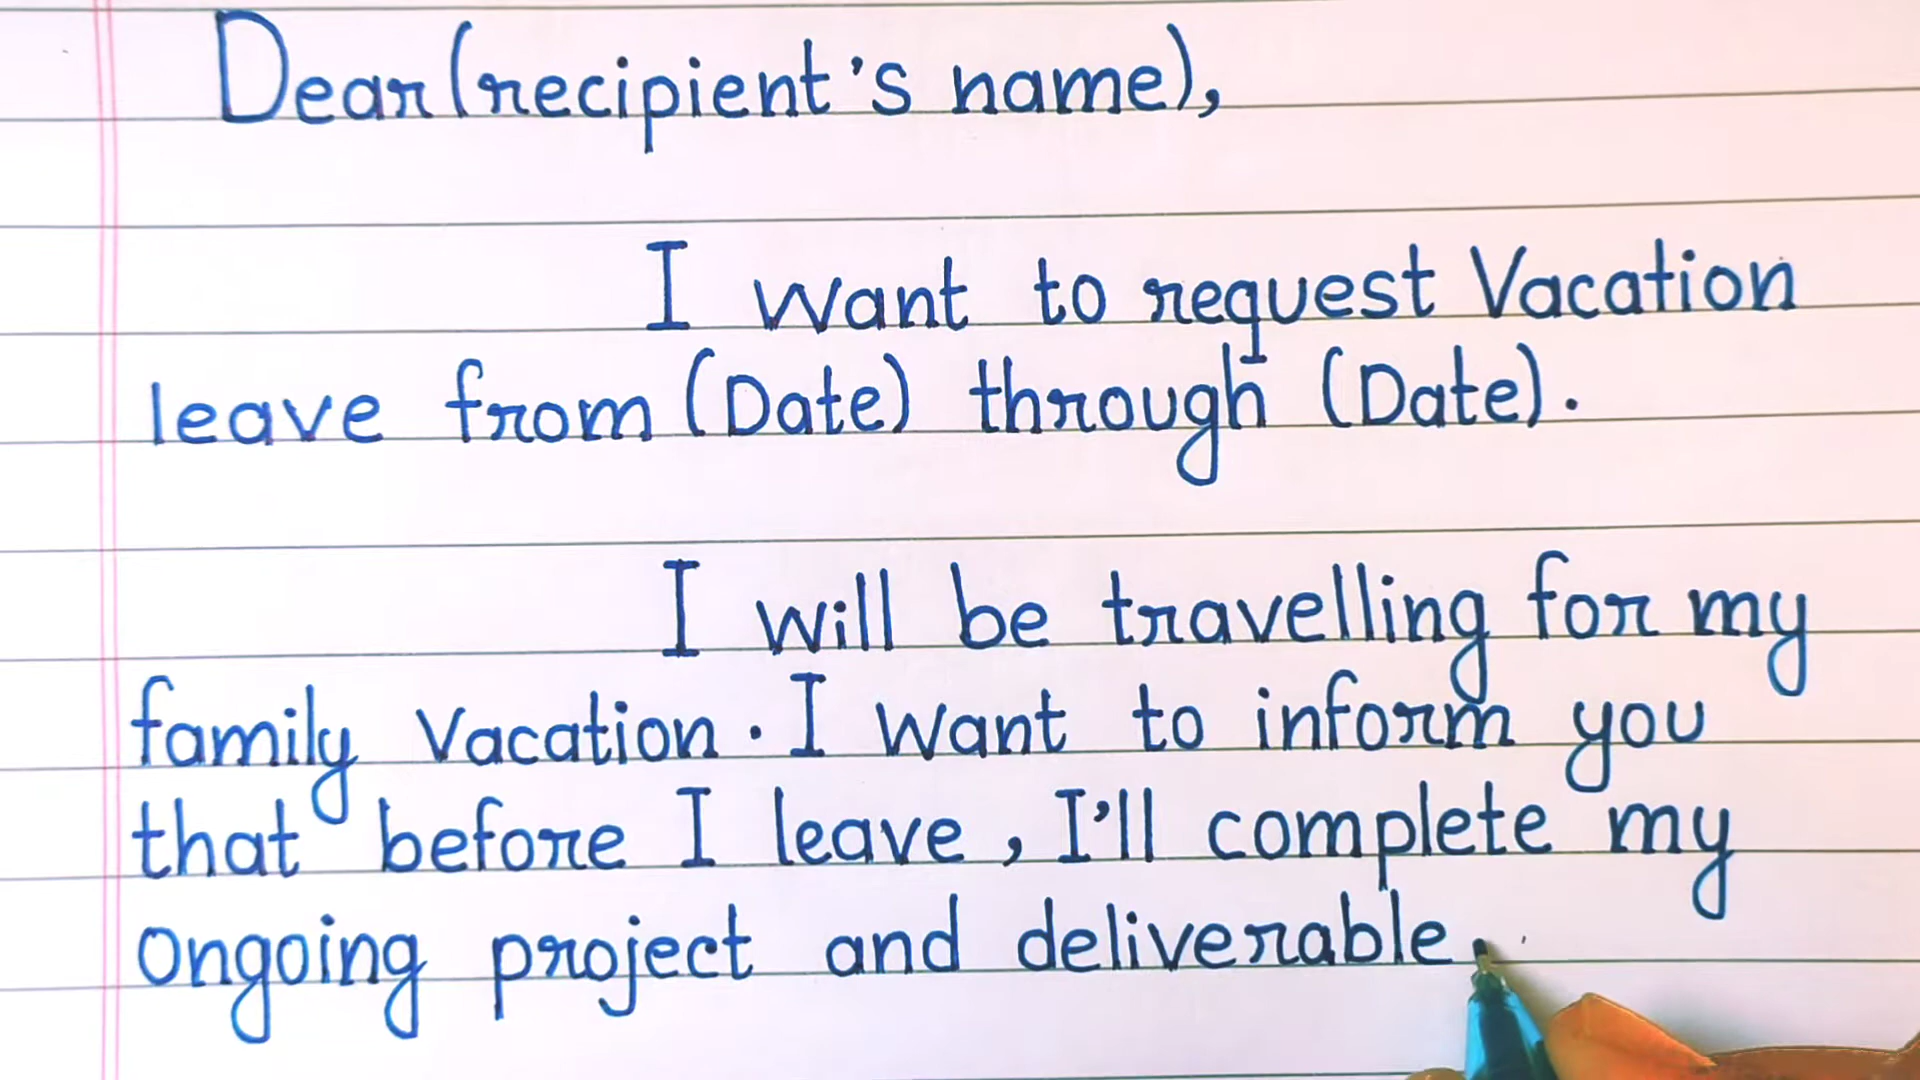 Dear (recipient's name),
I want to request Vacation
leave from (Date) through (Date).
I will be travelling for my
family vacation. I want to inform you
that before I leave, I'll complete my
ongoing project and deliverable.